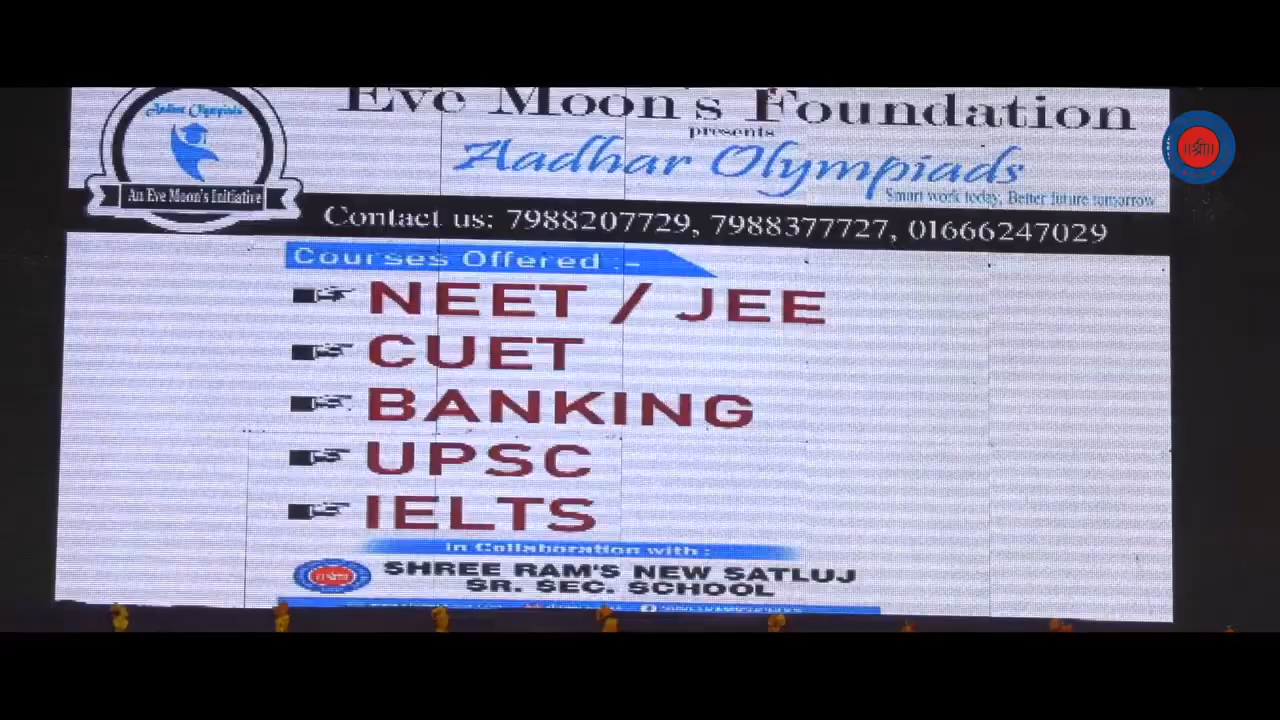 Eve Moon's Foundation
presents
Aadhar Olympiads
Smart work today, Better future tomorrow
Aadhar Olympiads
An Eve Moon's Initiative
Contact us: 7988207729, 7988377727, 01666247029
Courses Offered :-
NEET / JEE
CUET
BANKING
UPSC
IELTS
In Collaboration with :
SHREE RAM'S NEW SATLUJ
SR. SEC. SCHOOL